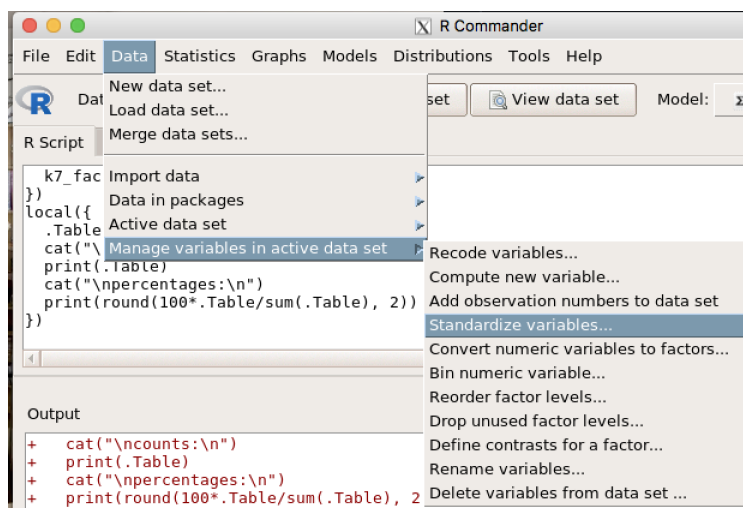 X R Commander
File Edit Data Statistics Graphs Models Distributions Tools Help
R Dat set View data set Model: Σ
New data set...
Load data set...
Merge data sets...
Import data
Data in packages
Active data set
Manage variables in active data set
Recode variables...
Compute new variable...
Add observation numbers to data set
Standardize variables...
Convert numeric variables to factors...
Bin numeric variable...
Reorder factor levels...
Drop unused factor levels...
Define contrasts for a factor...
Rename variables...
Delete variables from data set ...
R Script
k7_fac
})
local({
.Table
cat("\
print(.Table)
cat("\npercentages:\n")
print(round(100*.Table/sum(.Table), 2))
})
Output
+ cat("\ncounts:\n")
+ print(.Table)
+ cat("\npercentages:\n")
+ print(round(100*.Table/sum(.Table), 2